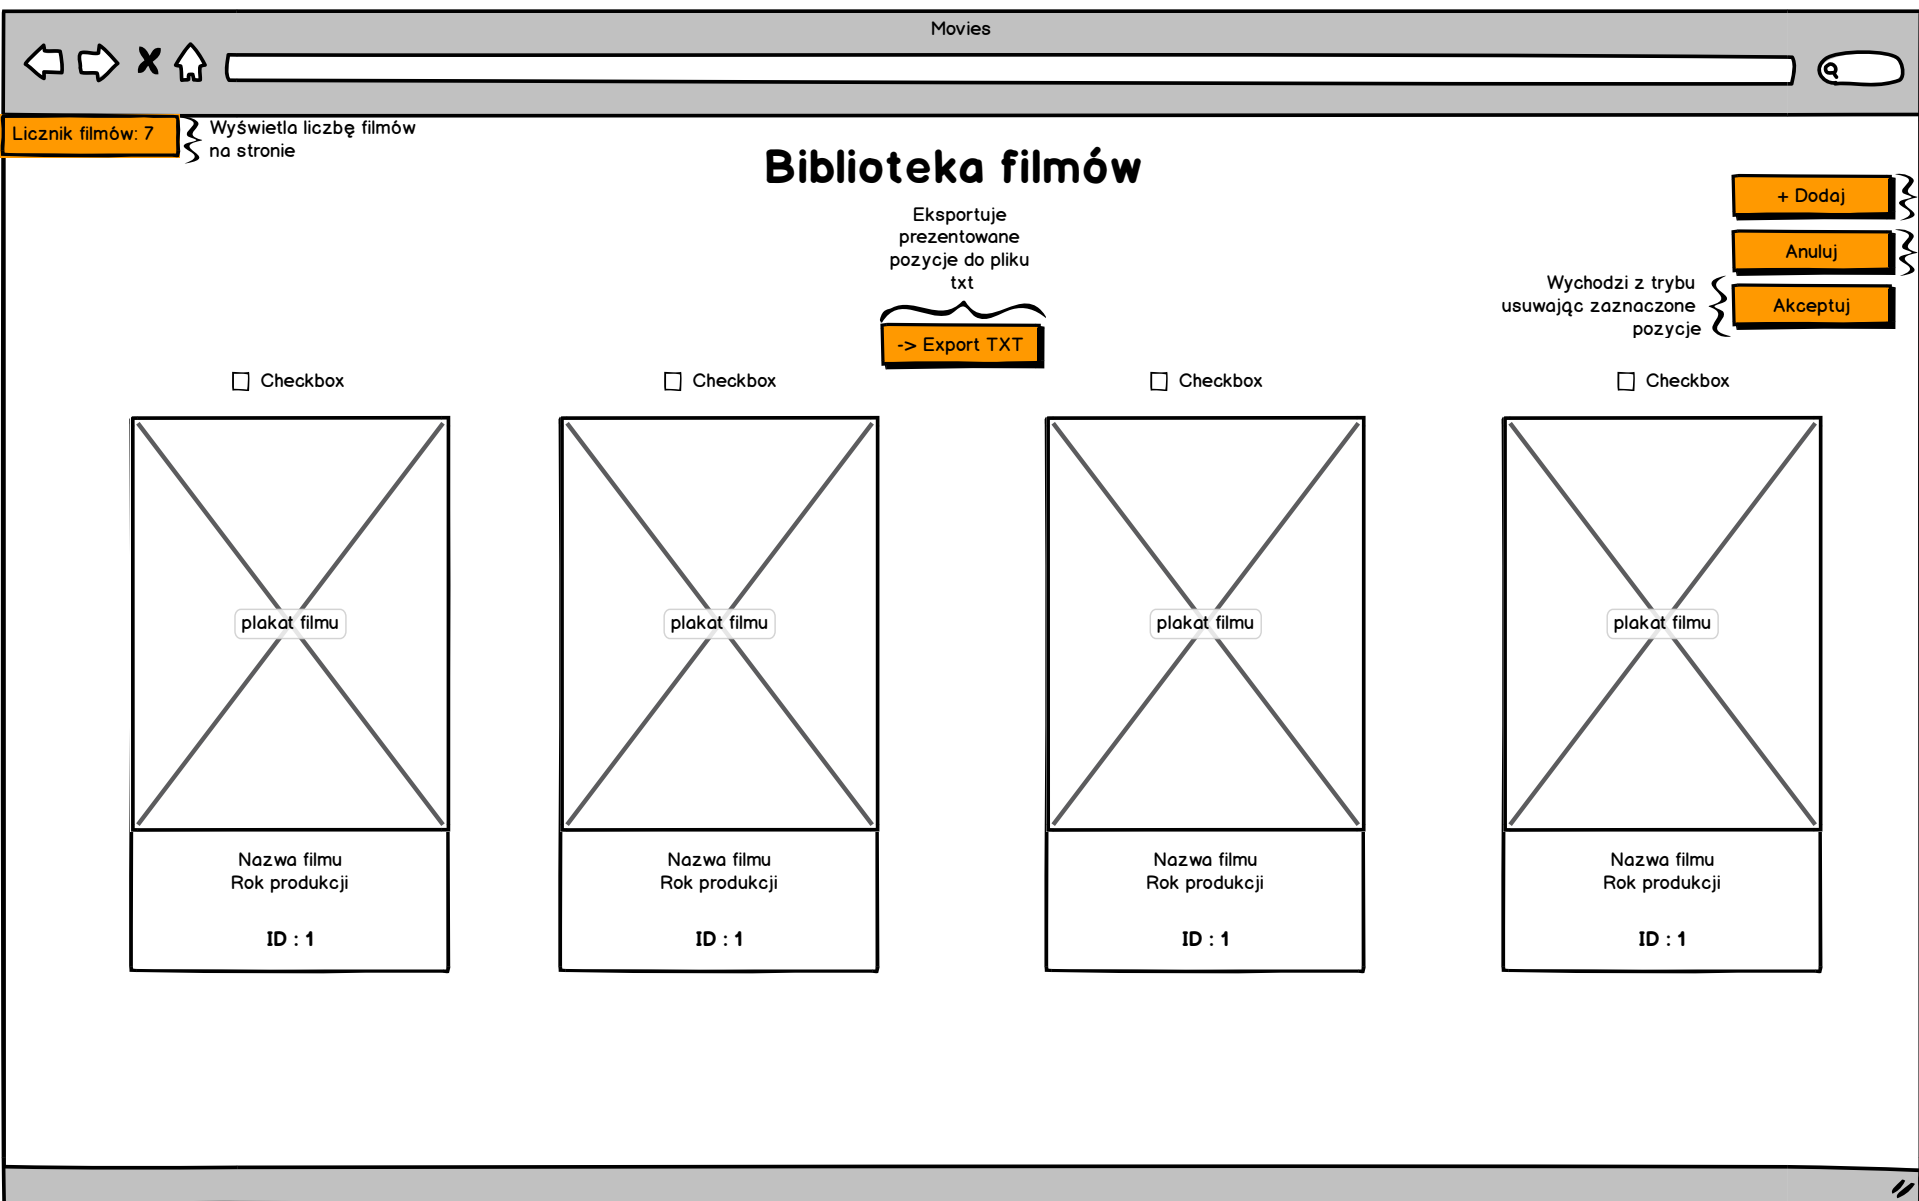 Movies
Licznik filmów: 7
Wyświetla liczbę filmów
na stronie
Biblioteka filmów
Eksportuje
prezentowane
pozycje do pliku
txt
-> Export TXT
+ Dodaj
Anuluj
Wychodzi z trybu
usuwając zaznaczone
pozycje
Akceptuj
Checkbox
Checkbox
Checkbox
Checkbox
plakat filmu
plakat filmu
plakat filmu
plakat filmu
Nazwa filmu
Rok produkcji
ID : 1
Nazwa filmu
Rok produkcji
ID : 1
Nazwa filmu
Rok produkcji
ID : 1
Nazwa filmu
Rok produkcji
ID : 1